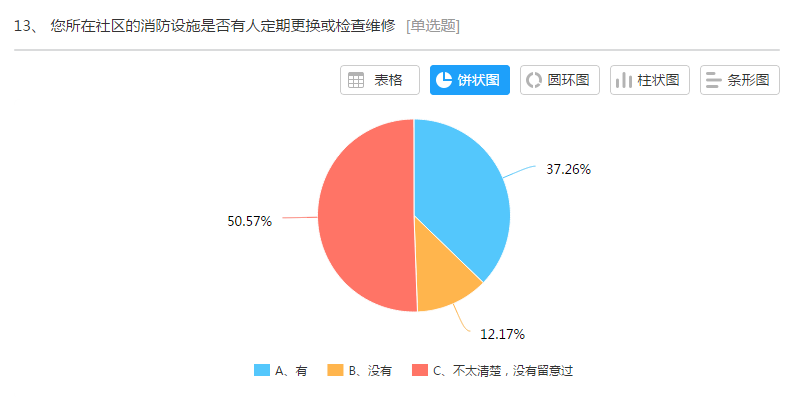 13、 您所在社区的消防设施是否有人定期更换或检查维修 [单选题]
表格 饼状图 圆环图 柱状图 条形图
37.26%
50.57%
12.17%
A、有 B、没有 C、不太清楚，没有留意过